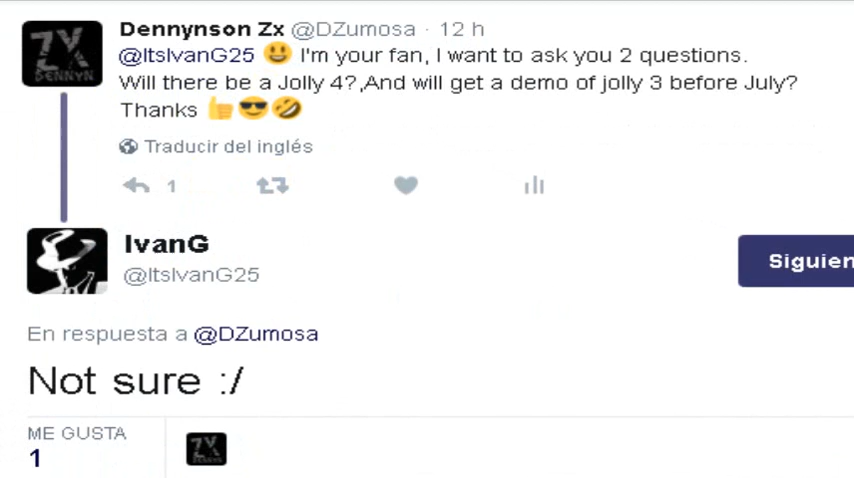 Dennynson Zx @DZumosa · 12 h
@ItsIvanG25 😃 I'm your fan, I want to ask you 2 questions.
Will there be a Jolly 4?,And will get a demo of jolly 3 before July?
Thanks 👍😎🤣
Traducir del inglés
1
IvanG
@ItsIvanG25
Siguien
En respuesta a @DZumosa
Not sure :/
ME GUSTA
1
ZX
DENNYN